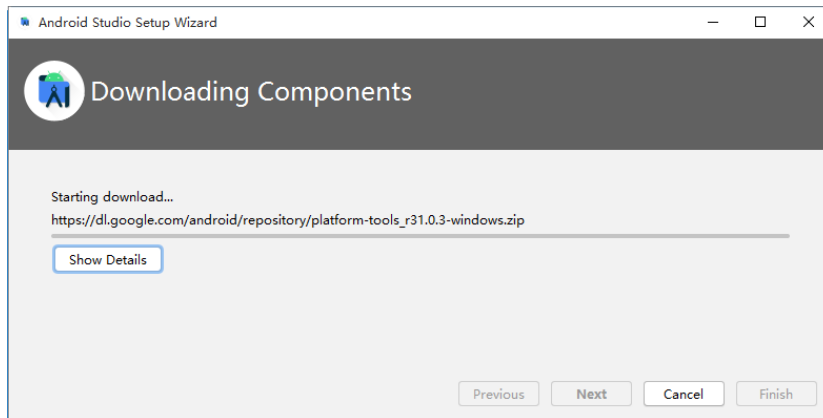 Android Studio Setup Wizard
Downloading Components
Starting download...
https://dl.google.com/android/repository/platform-tools_r31.0.3-windows.zip
Show Details
Previous Next Cancel Finish